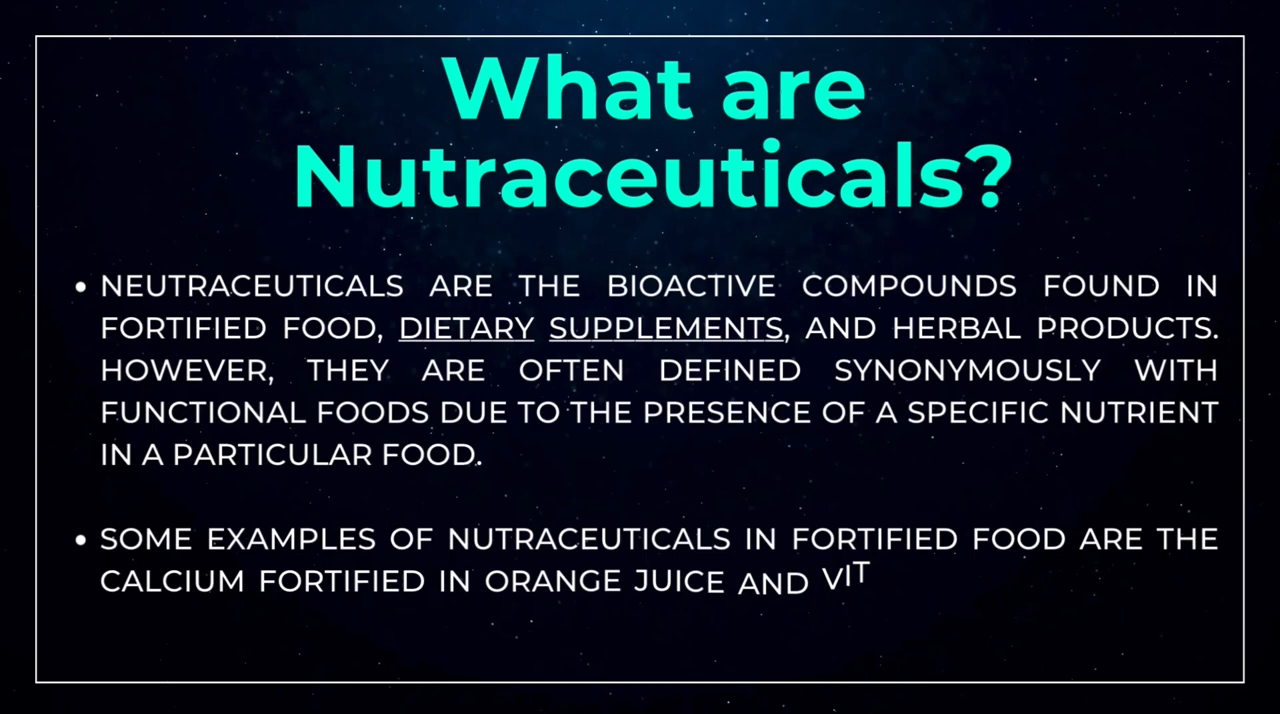 What are
Nutraceuticals?
• NEUTRACEUTICALS ARE THE BIOACTIVE COMPOUNDS FOUND IN
FORTIFIED FOOD, DIETARY SUPPLEMENTS, AND HERBAL PRODUCTS.
HOWEVER, THEY ARE OFTEN DEFINED SYNONYMOUSLY WITH
FUNCTIONAL FOODS DUE TO THE PRESENCE OF A SPECIFIC NUTRIENT
IN A PARTICULAR FOOD.
• SOME EXAMPLES OF NUTRACEUTICALS IN FORTIFIED FOOD ARE THE
CALCIUM FORTIFIED IN ORANGE JUICE AND VIT